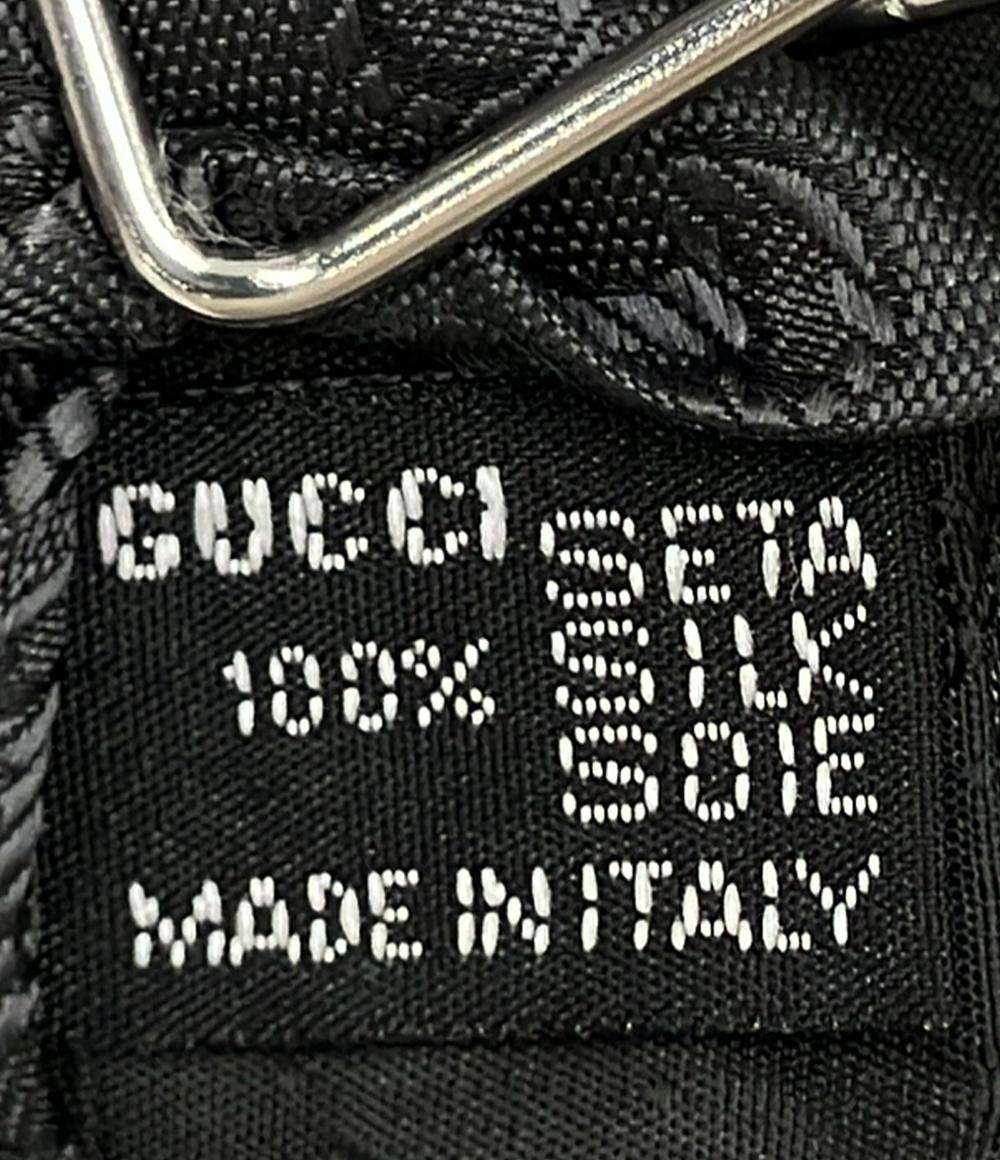 GUCCI
100%
SETA
SILK
SOIE
MADE IN ITALY